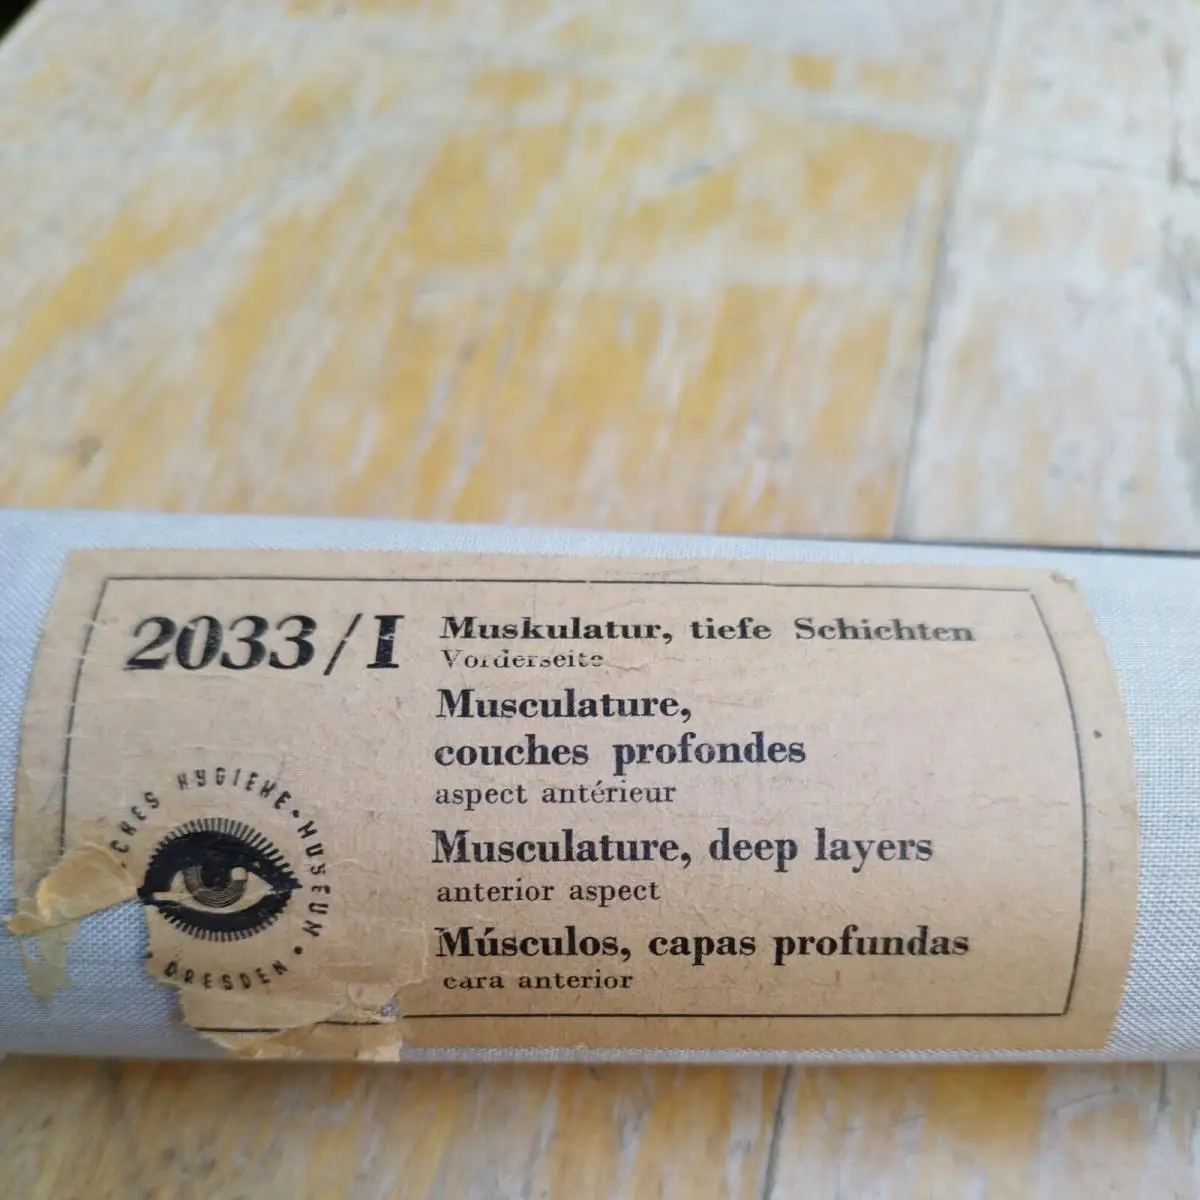 2033/I
Muskulatur, tiefe Schichten
Vorderseite
Musculature,
couches profondes
aspect antérieur
Musculature, deep layers
anterior aspect
Músculos, capas profundas
cara anterior
CHES HYGIENE • MUSEUM • DRESDEN •